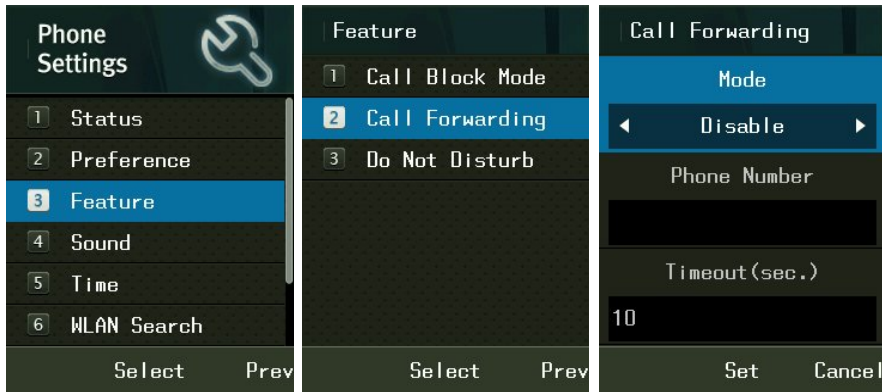 Phone
Settings
1 Status
2 Preference
3 Feature
4 Sound
5 Time
6 WLAN Search
Select Prev
Feature
1 Call Block Mode
2 Call Forwarding
3 Do Not Disturb
Select Prev
Call Forwarding
Mode
Disable
Phone Number
Timeout(sec.)
10
Set Cancel